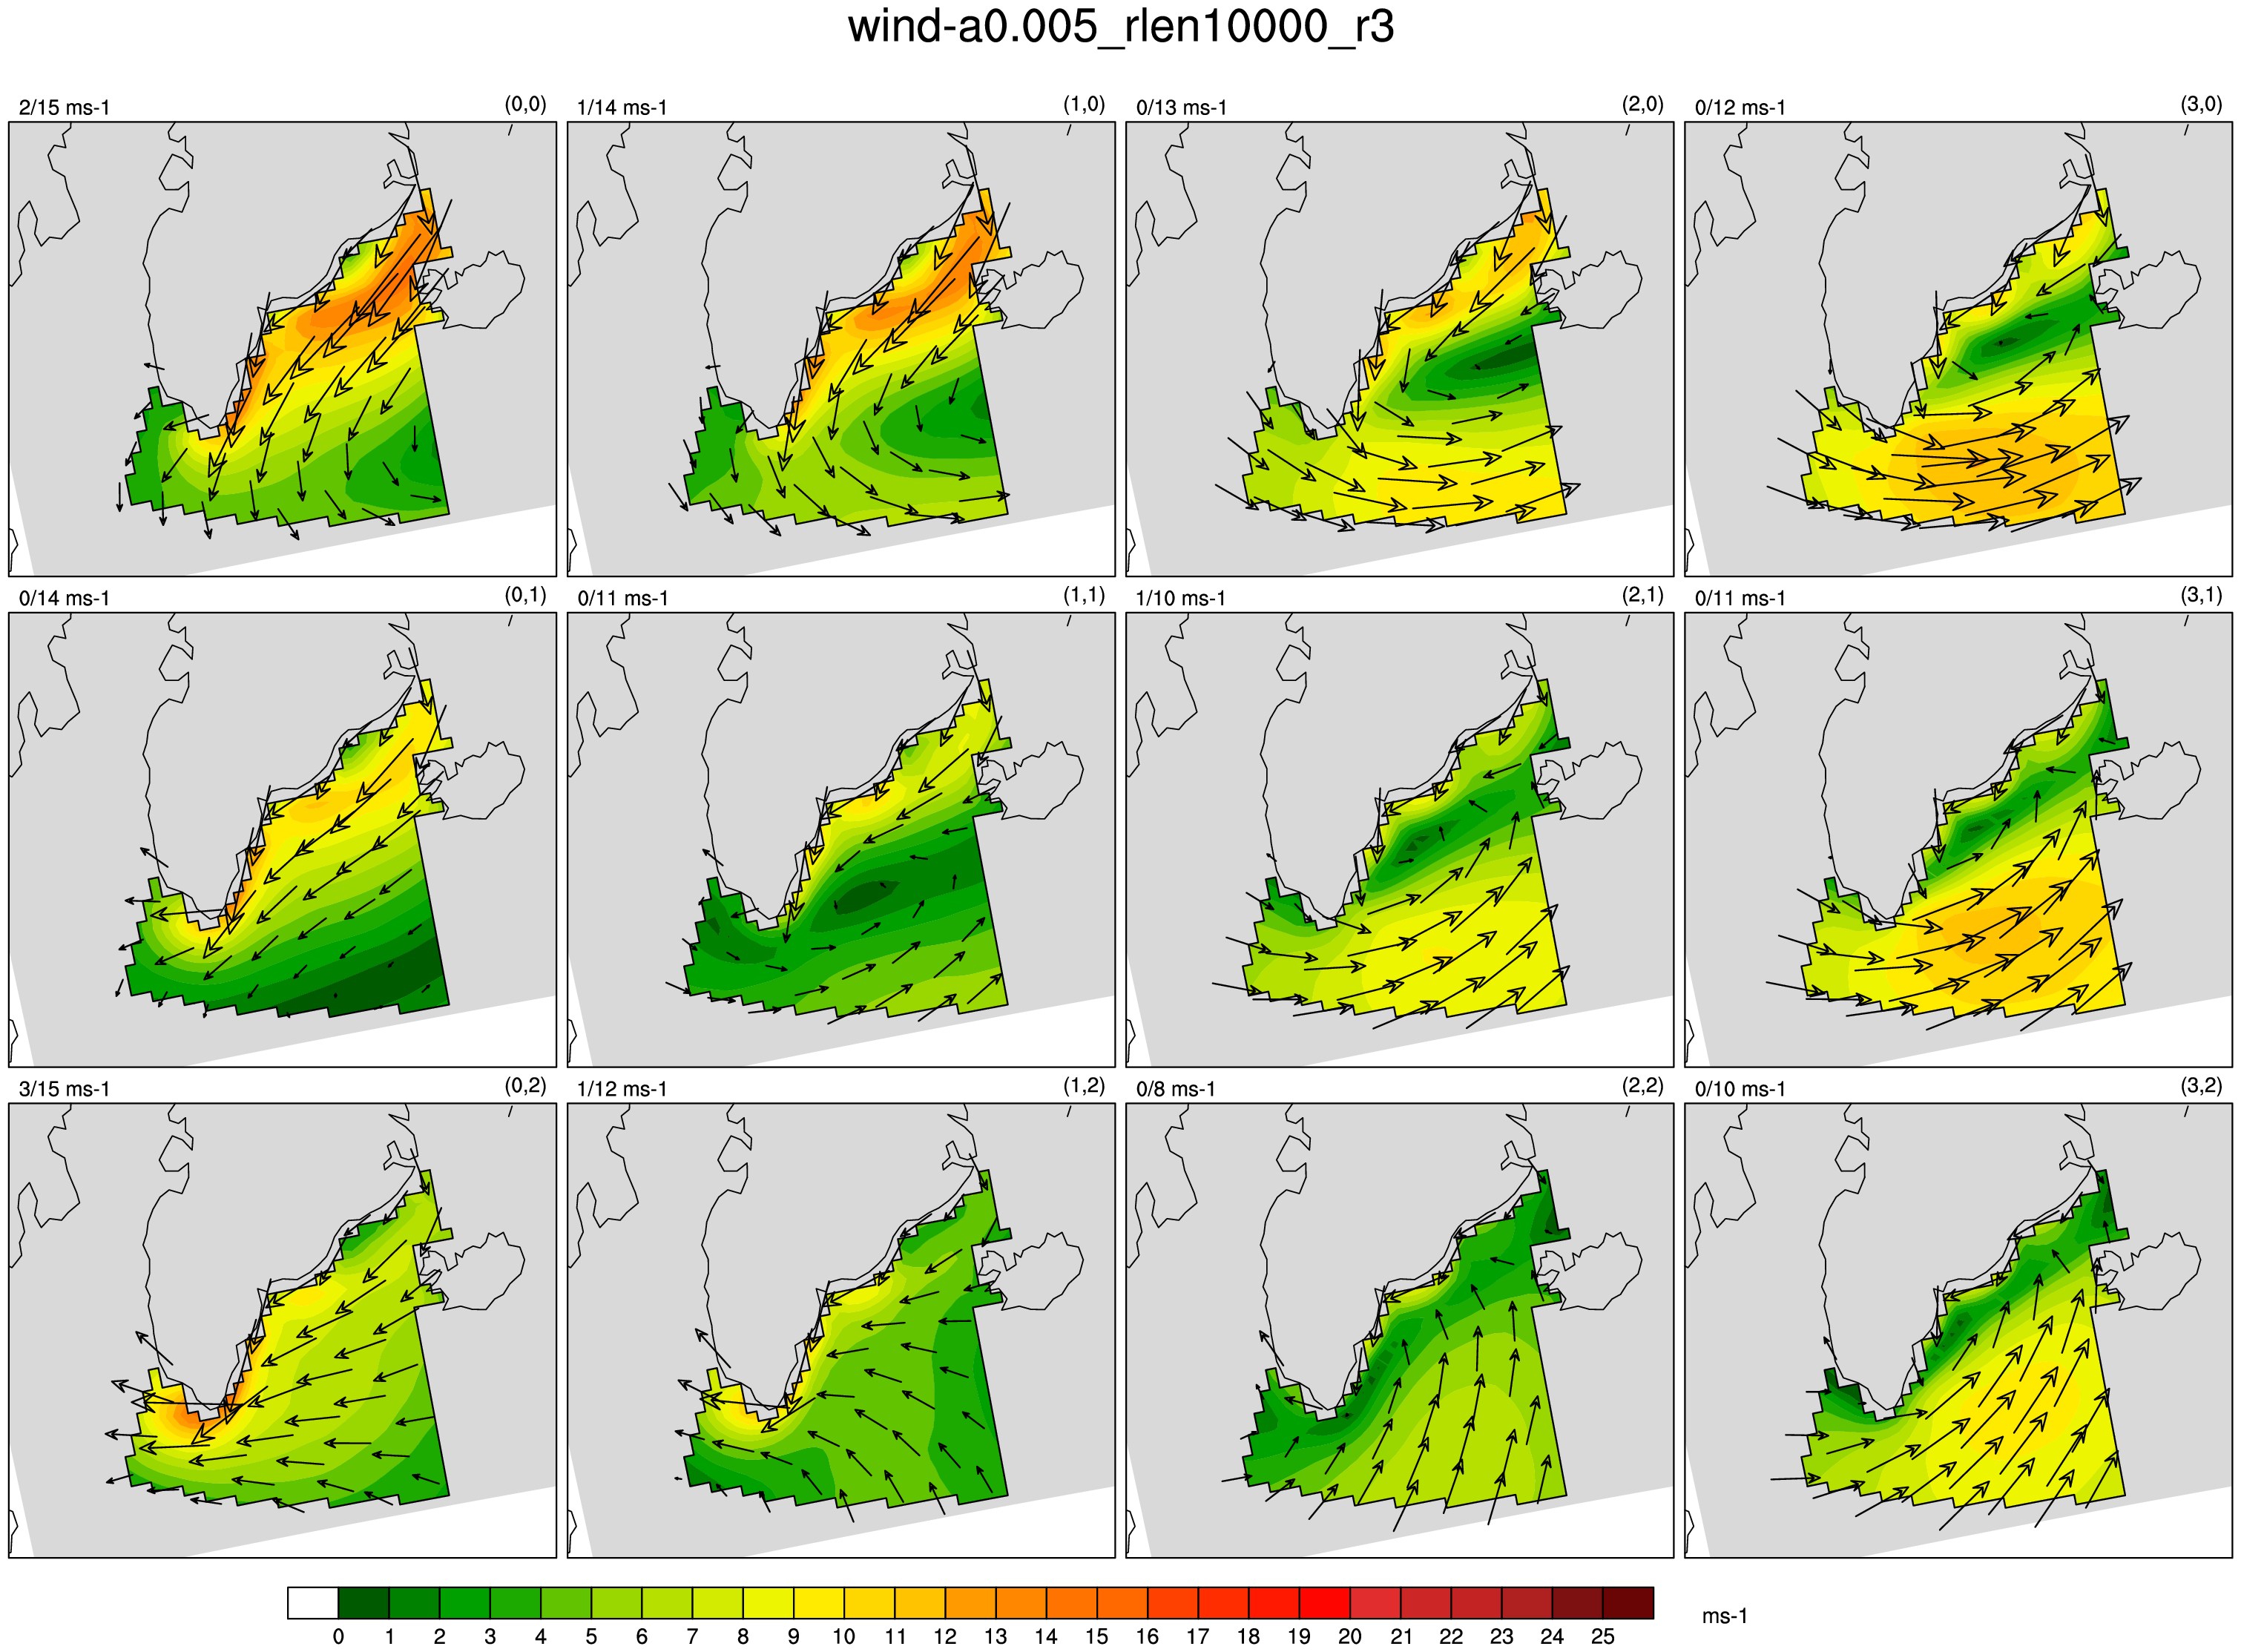 wind-a0.005_rlen10000_r3
2/15 ms-1 (0,0) 1/14 ms-1 (1,0) 0/13 ms-1 (2,0) 0/12 ms-1 (3,0)
0/14 ms-1 (0,1) 0/11 ms-1 (1,1) 1/10 ms-1 (2,1) 0/11 ms-1 (3,1)
3/15 ms-1 (0,2) 1/12 ms-1 (1,2) 0/8 ms-1 (2,2) 0/10 ms-1 (3,2)
0 1 2 3 4 5 6 7 8 9 10 11 12 13 14 15 16 17 18 19 20 21 22 23 24 25 ms-1